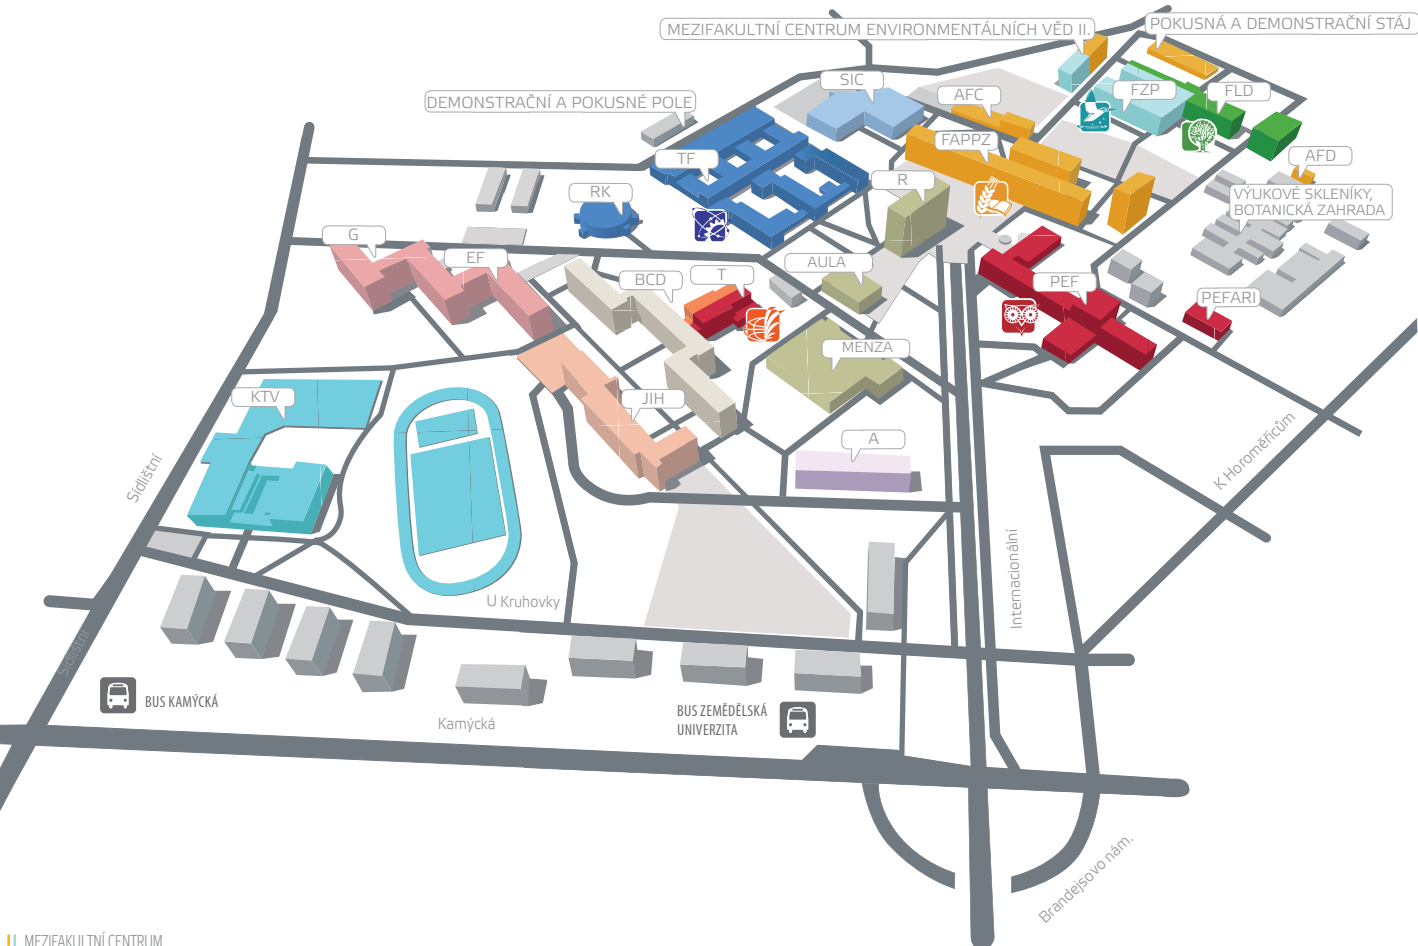 MEZIFAKULTNÍ CENTRUM ENVIRONMENTÁLNÍCH VĚD II.
POKUSNÁ A DEMONSTRAČNÍ STÁJ
SIC
AFC
FZP
FLD
DEMONSTRAČNÍ A POKUSNÉ POLE
FAPPZ
TF
AFD
R
RK
VÝUKOVÉ SKLENÍKY,
BOTANICKÁ ZAHRADA
G
EF
AULA
BCD
T
PEF
PEFARI
MENZA
KTV
JIH
A
K Horoměřicům
Sídlištní
Internacionální
U Kruhovky
Sídlištní
BUS KAMÝCKÁ
BUS ZEMĚDĚLSKÁ
UNIVERZITA
Kamýcká
Brandejsovo nám.
MEZIFAKULTNÍ CENTRUM